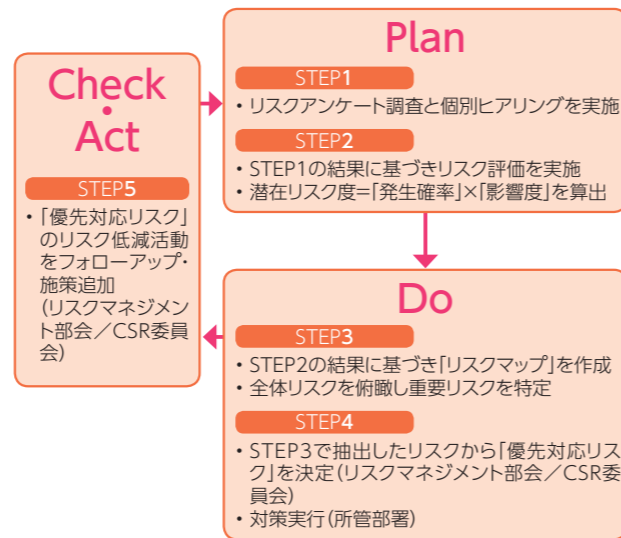 Plan
STEP1
・リスクアンケート調査と個別ヒアリングを実施
STEP2
・STEP1の結果に基づきリスク評価を実施
・潜在リスク度=「発生確率」×「影響度」を算出
Do
STEP3
・STEP2の結果に基づき「リスクマップ」を作成
・全体リスクを俯瞰し重要リスクを特定
STEP4
・STEP3で抽出したリスクから「優先対応リス
ク」を決定(リスクマネジメント部会／CSR委
員会)
・対策実行(所管部署)
Check
・
Act
STEP5
・「優先対応リスク」
のリスク低減活動
をフォローアップ・
施策追加
(リスクマネジメン
ト部会／CSR委員
会)